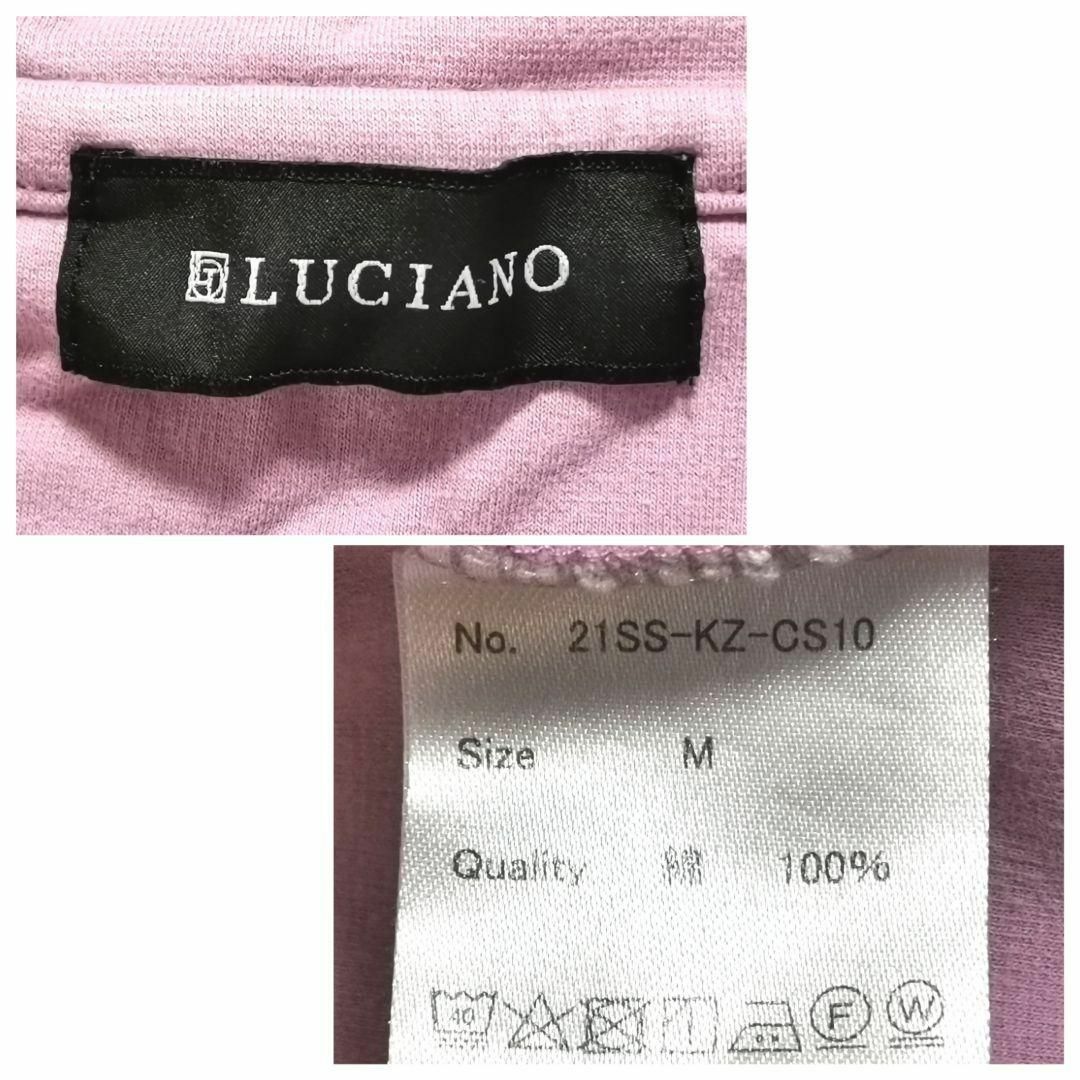 LUCIANO
No. 21SS-KZ-CS10
Size M
Quality 綿 100%
40 F W